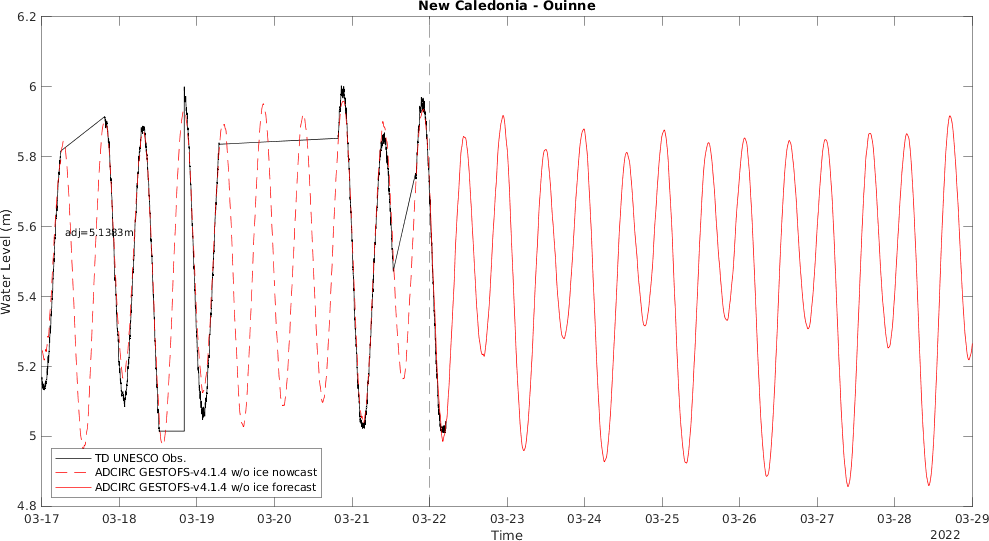 New Caledonia - Ouinne
6.2
6
5.8
5.6
5.4
5.2
5
4.8
Water Level (m)
adj=5.1383m
TD UNESCO Obs.
ADCIRC GESTOFS-v4.1.4 w/o ice nowcast
ADCIRC GESTOFS-v4.1.4 w/o ice forecast
03-17 03-18 03-19 03-20 03-21 03-22 03-23 03-24 03-25 03-26 03-27 03-28 03-29
Time
2022